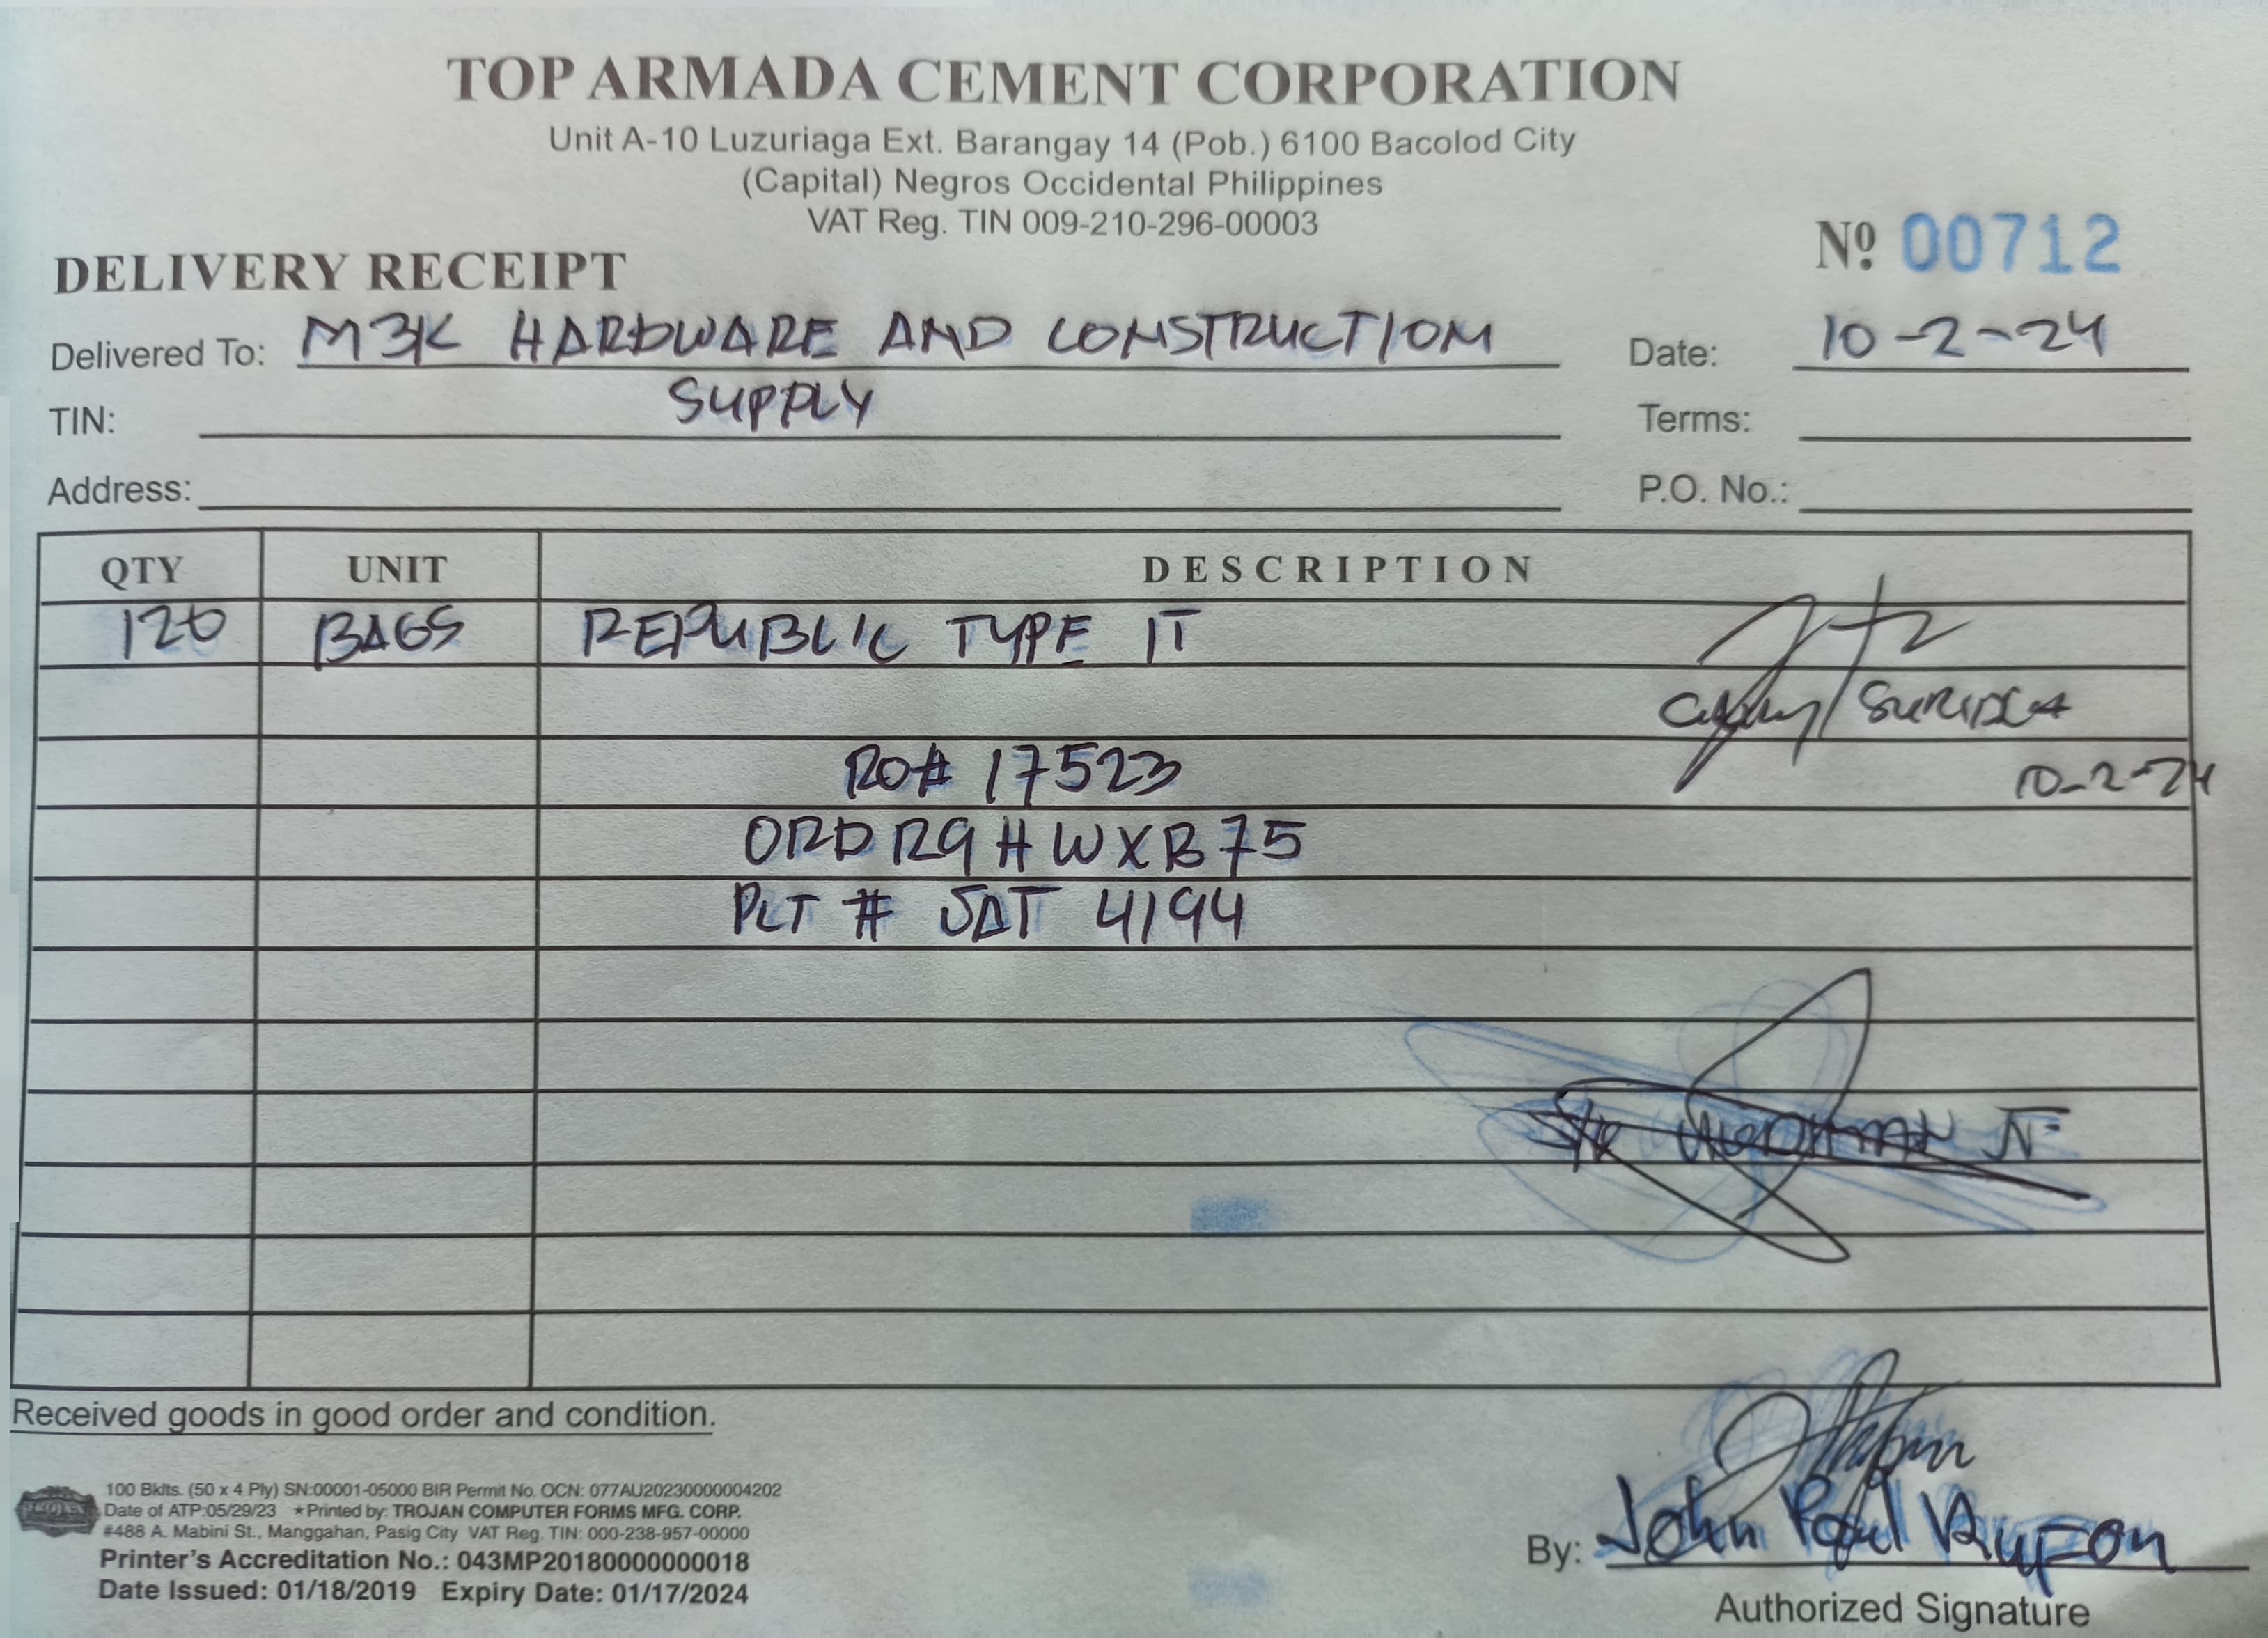 TOP ARMADA CEMENT CORPORATION
Unit A-10 Luzuriaga Ext. Barangay 14 (Pob.) 6100 Bacolod City
(Capital) Negros Occidental Philippines
VAT Reg. TIN 009-210-296-00003
Nº 00712
DELIVERY RECEIPT
Delivered To: M3K HARDWARE AND CONSTRUCTION
SUPPLY
Date: 10-2-24
TIN:
Terms:
Address:
P.O. No.:
QTY UNIT DESCRIPTION
120 BAGS REPUBLIC TYPE IT
RO# 17523
10-2-24
ORDR9HWXB75
PLT # JAT 4194
Received goods in good order and condition.
TROJAN
100 Bklts. (50 x 4 Ply) SN:00001-05000 BIR Permit No. OCN: 077AU20230000004202
Date of ATP:05/29/23 ★Printed by: TROJAN COMPUTER FORMS MFG. CORP.
#488 A. Mabini St., Manggahan, Pasig City VAT Reg. TIN: 000-238-957-00000
Printer's Accreditation No.: 043MP20180000000018
Date Issued: 01/18/2019 Expiry Date: 01/17/2024
By: John Paul
Authorized Signature